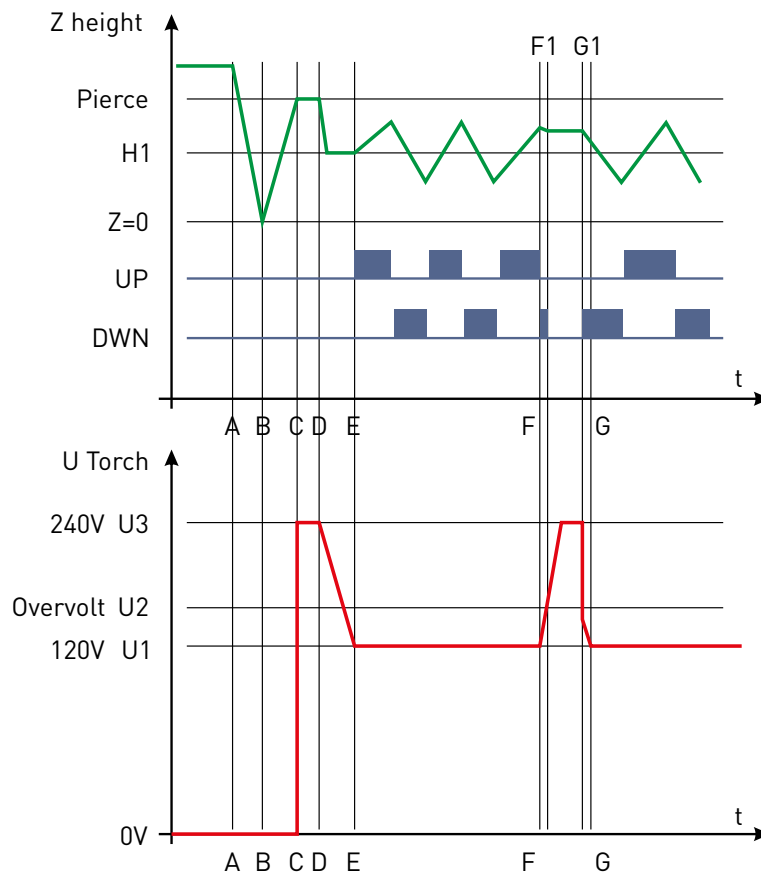 Z height
F1 G1
Pierce
H1
Z=0
UP
DWN
t
A B C D E F G
U Torch
240V U3
Overvolt U2
120V U1
0V
t
A B C D E F G